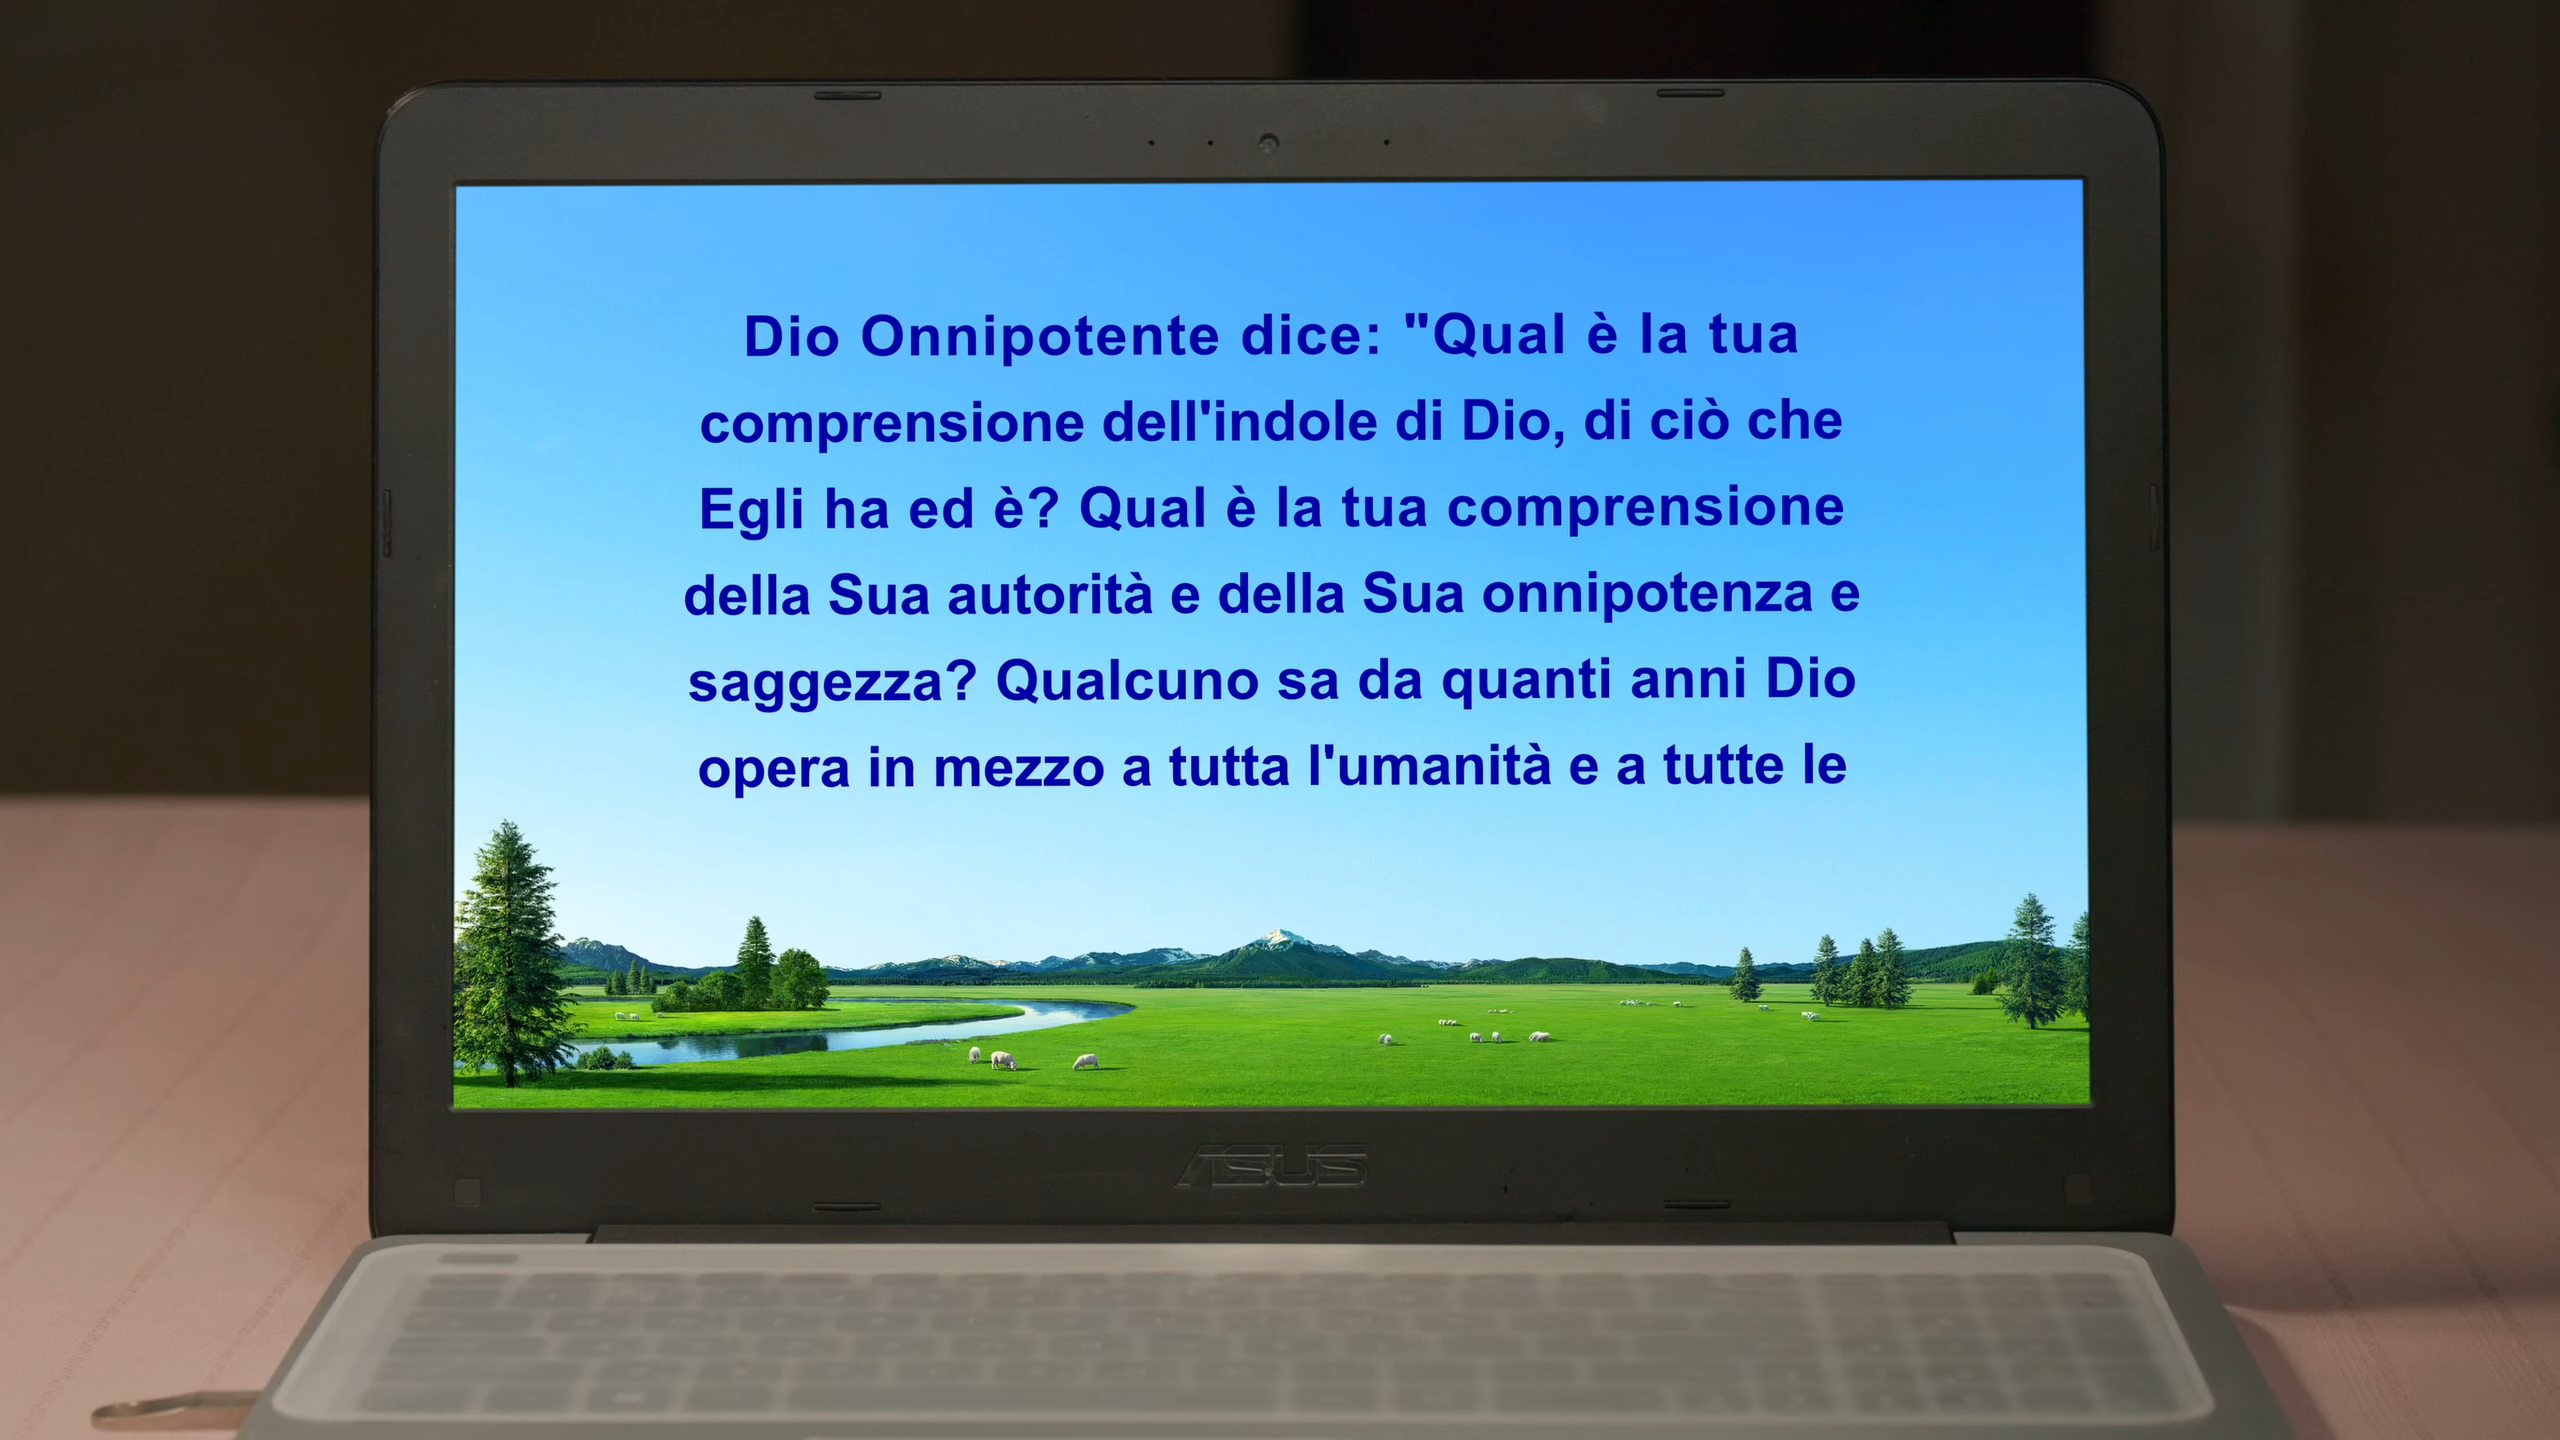 Dio Onnipotente dice: "Qual è la tua
comprensione dell'indole di Dio, di ciò che
Egli ha ed è? Qual è la tua comprensione
della Sua autorità e della Sua onnipotenza e
saggezza? Qualcuno sa da quanti anni Dio
opera in mezzo a tutta l'umanità e a tutte le
ASUS